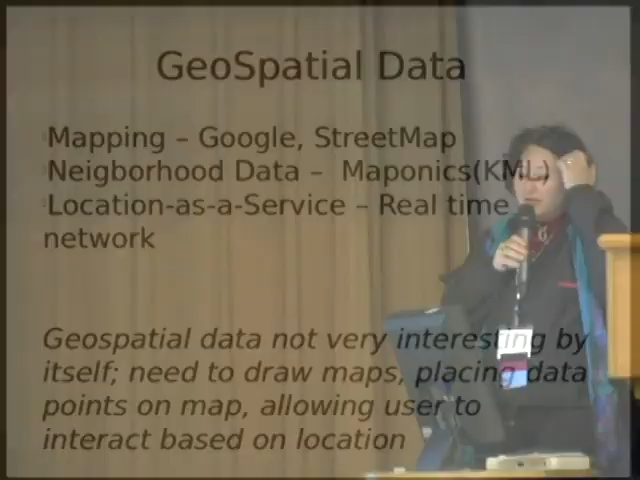 GeoSpatial Data
Mapping – Google, StreetMap
Neigborhood Data –  Maponics(KML)
Location-as-a-Service – Real time
network
Geospatial data not very interesting by
itself; need to draw maps, placing data
points on map, allowing user to
interact based on location